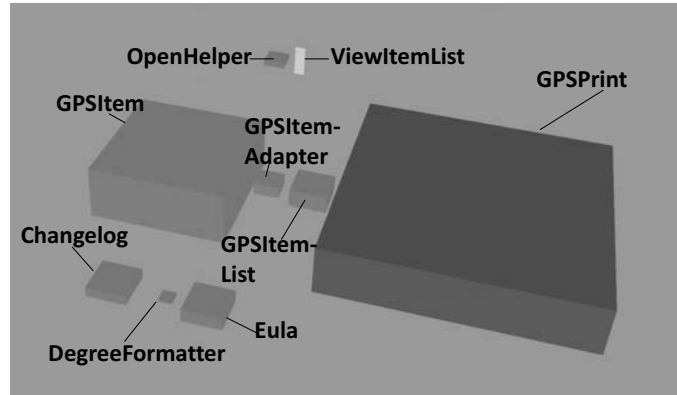 OpenHelper
ViewItemList
GPSPrint
GPSItem
GPSItem-
Adapter
Changelog
GPSItem-
List
Eula
DegreeFormatter